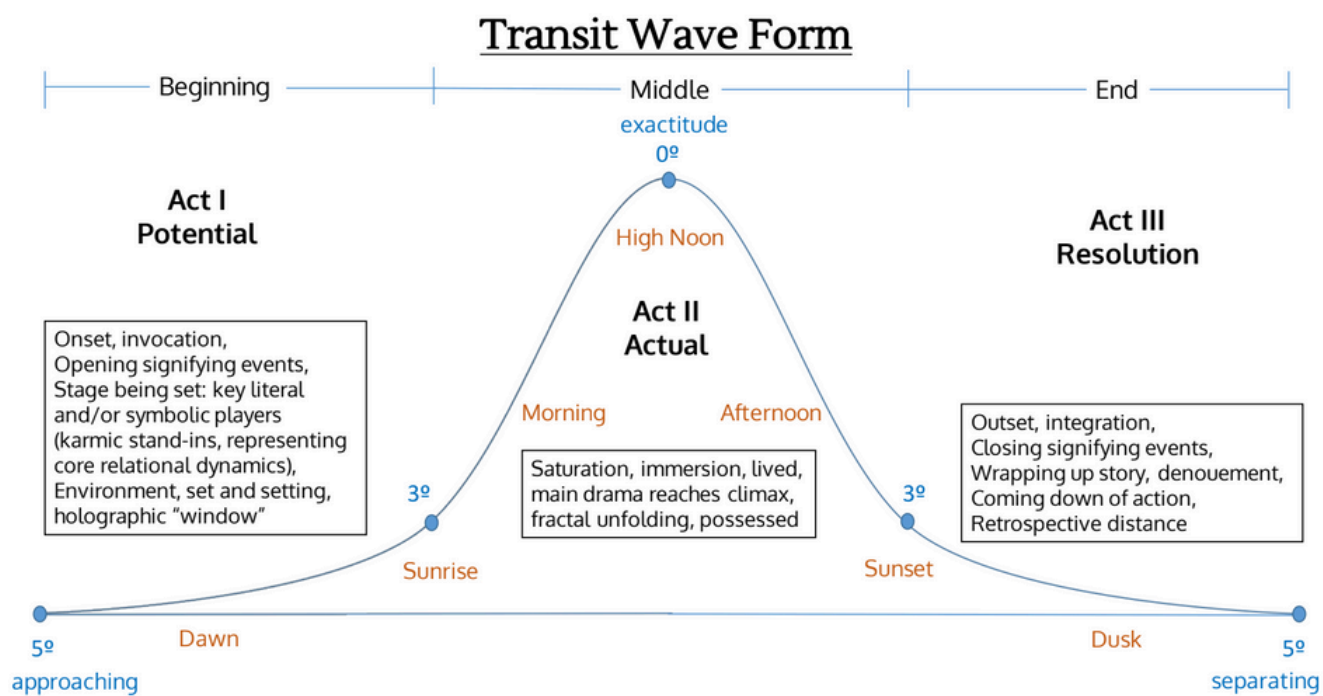 Transit Wave Form
Beginning
Middle
End
exactitude
0º
Act I
Potential
High Noon
Act II
Actual
Act III
Resolution
Onset, invocation,
Opening signifying events,
Stage being set: key literal
and/or symbolic players
(karmic stand-ins, representing
core relational dynamics),
Environment, set and setting,
holographic “window”
Morning
Afternoon
Saturation, immersion, lived,
main drama reaches climax,
fractal unfolding, possessed
Outset, integration,
Closing signifying events,
Wrapping up story, denouement,
Coming down of action,
Retrospective distance
3º
3º
Sunrise
Sunset
Dawn
Dusk
5º
approaching
5º
separating